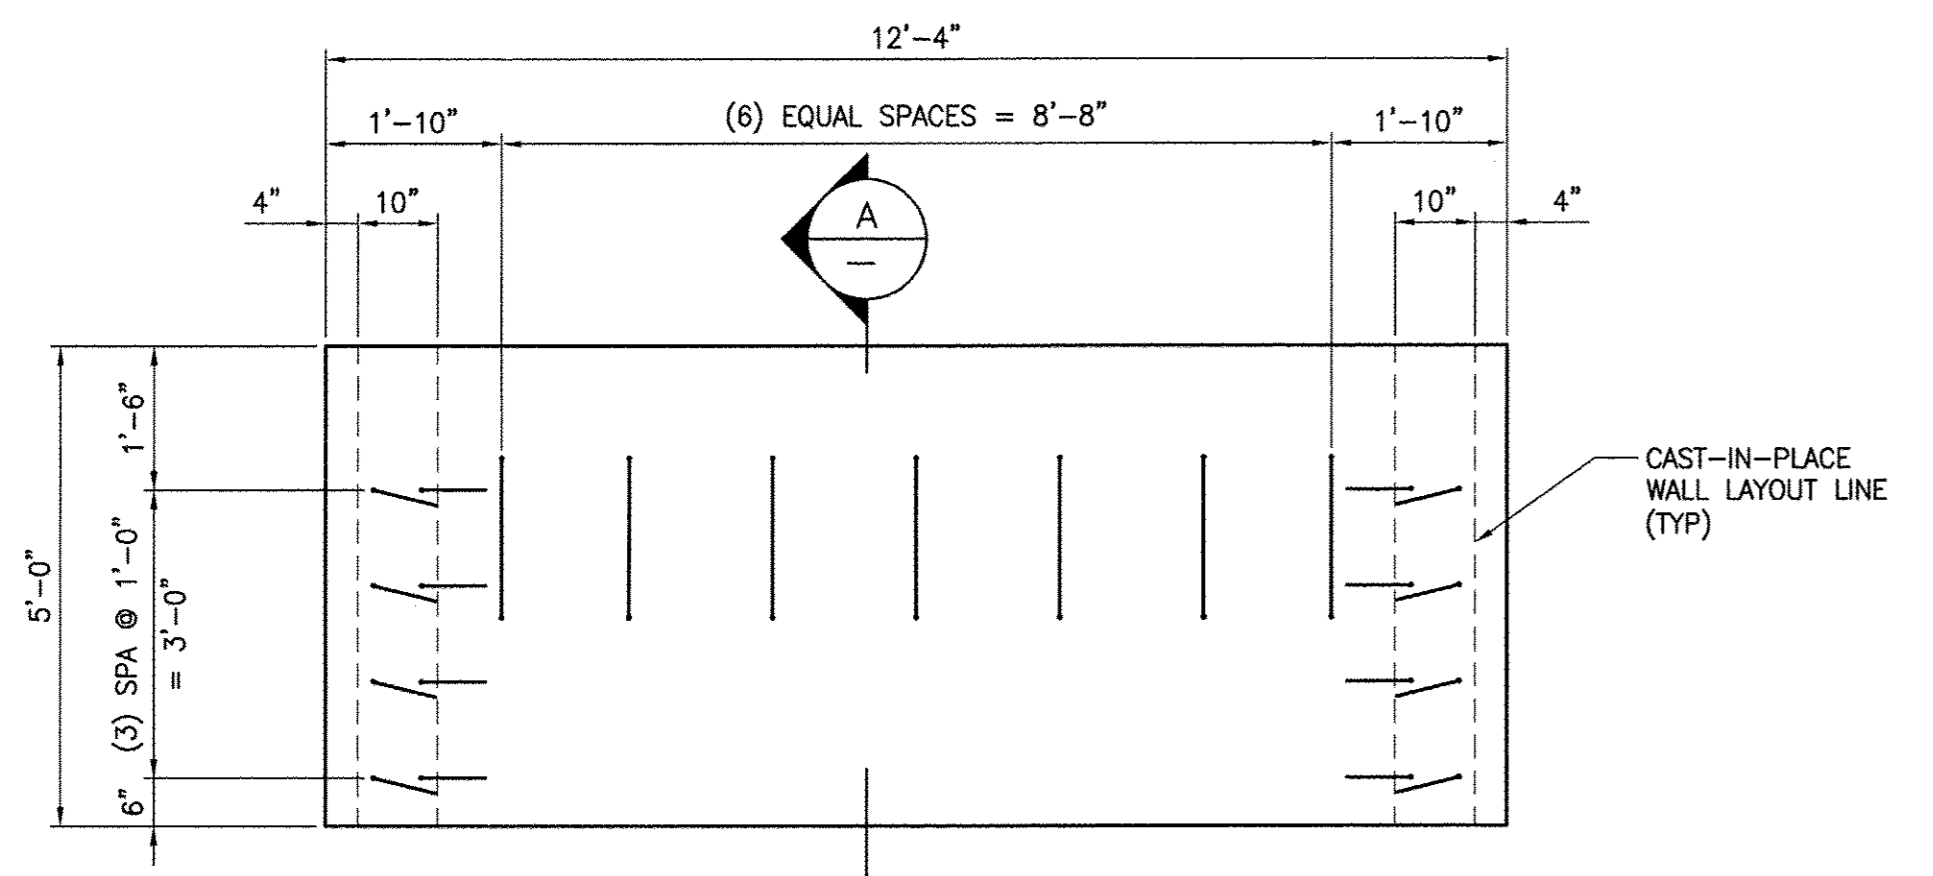 12'-4"
1'-10"
(6) EQUAL SPACES = 8'-8"
1'-10"
4"
10"
10"
4"
A
–
1'-6"
5'-0"
(3) SPA @ 1'-0"
= 3'-0"
6"
CAST-IN-PLACE
WALL LAYOUT LINE
(TYP)